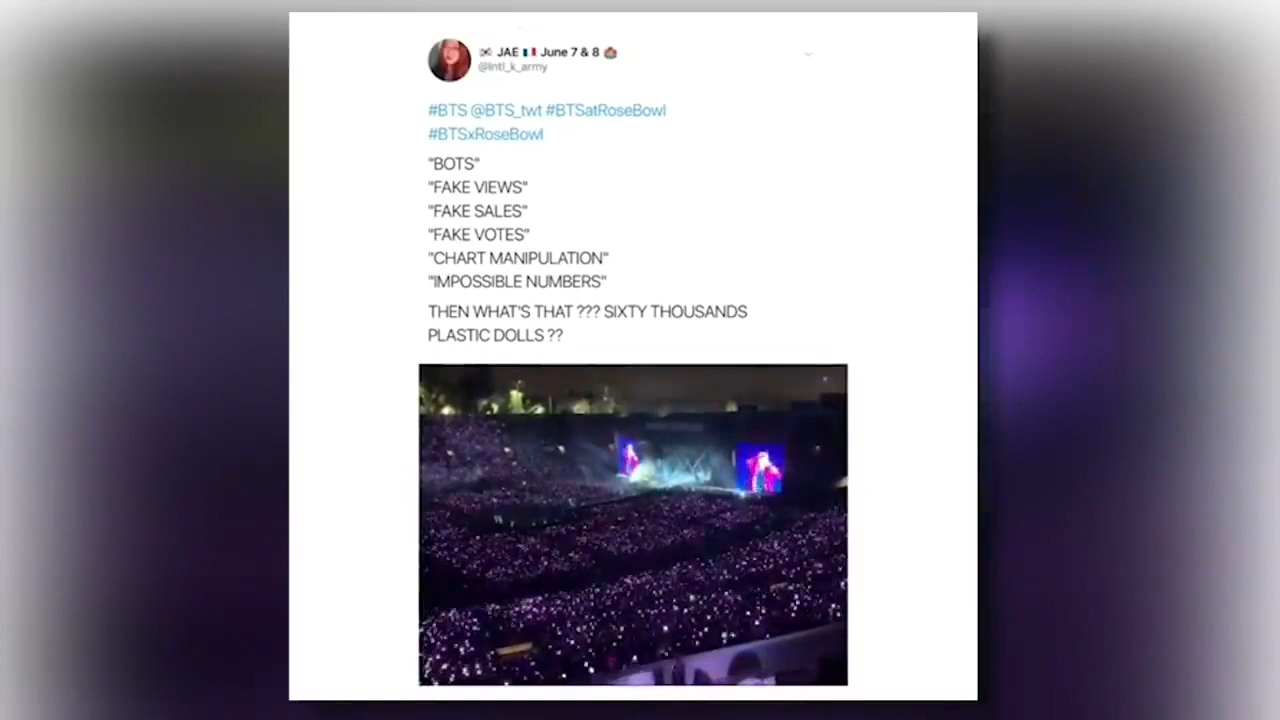 JAE June 7 & 8
@Intl_k_army
#BTS @BTS_twt #BTSatRoseBowl
#BTSxRoseBowl
"BOTS"
"FAKE VIEWS"
"FAKE SALES"
"FAKE VOTES"
"CHART MANIPULATION"
"IMPOSSIBLE NUMBERS"
THEN WHAT'S THAT ??? SIXTY THOUSANDS
PLASTIC DOLLS ??